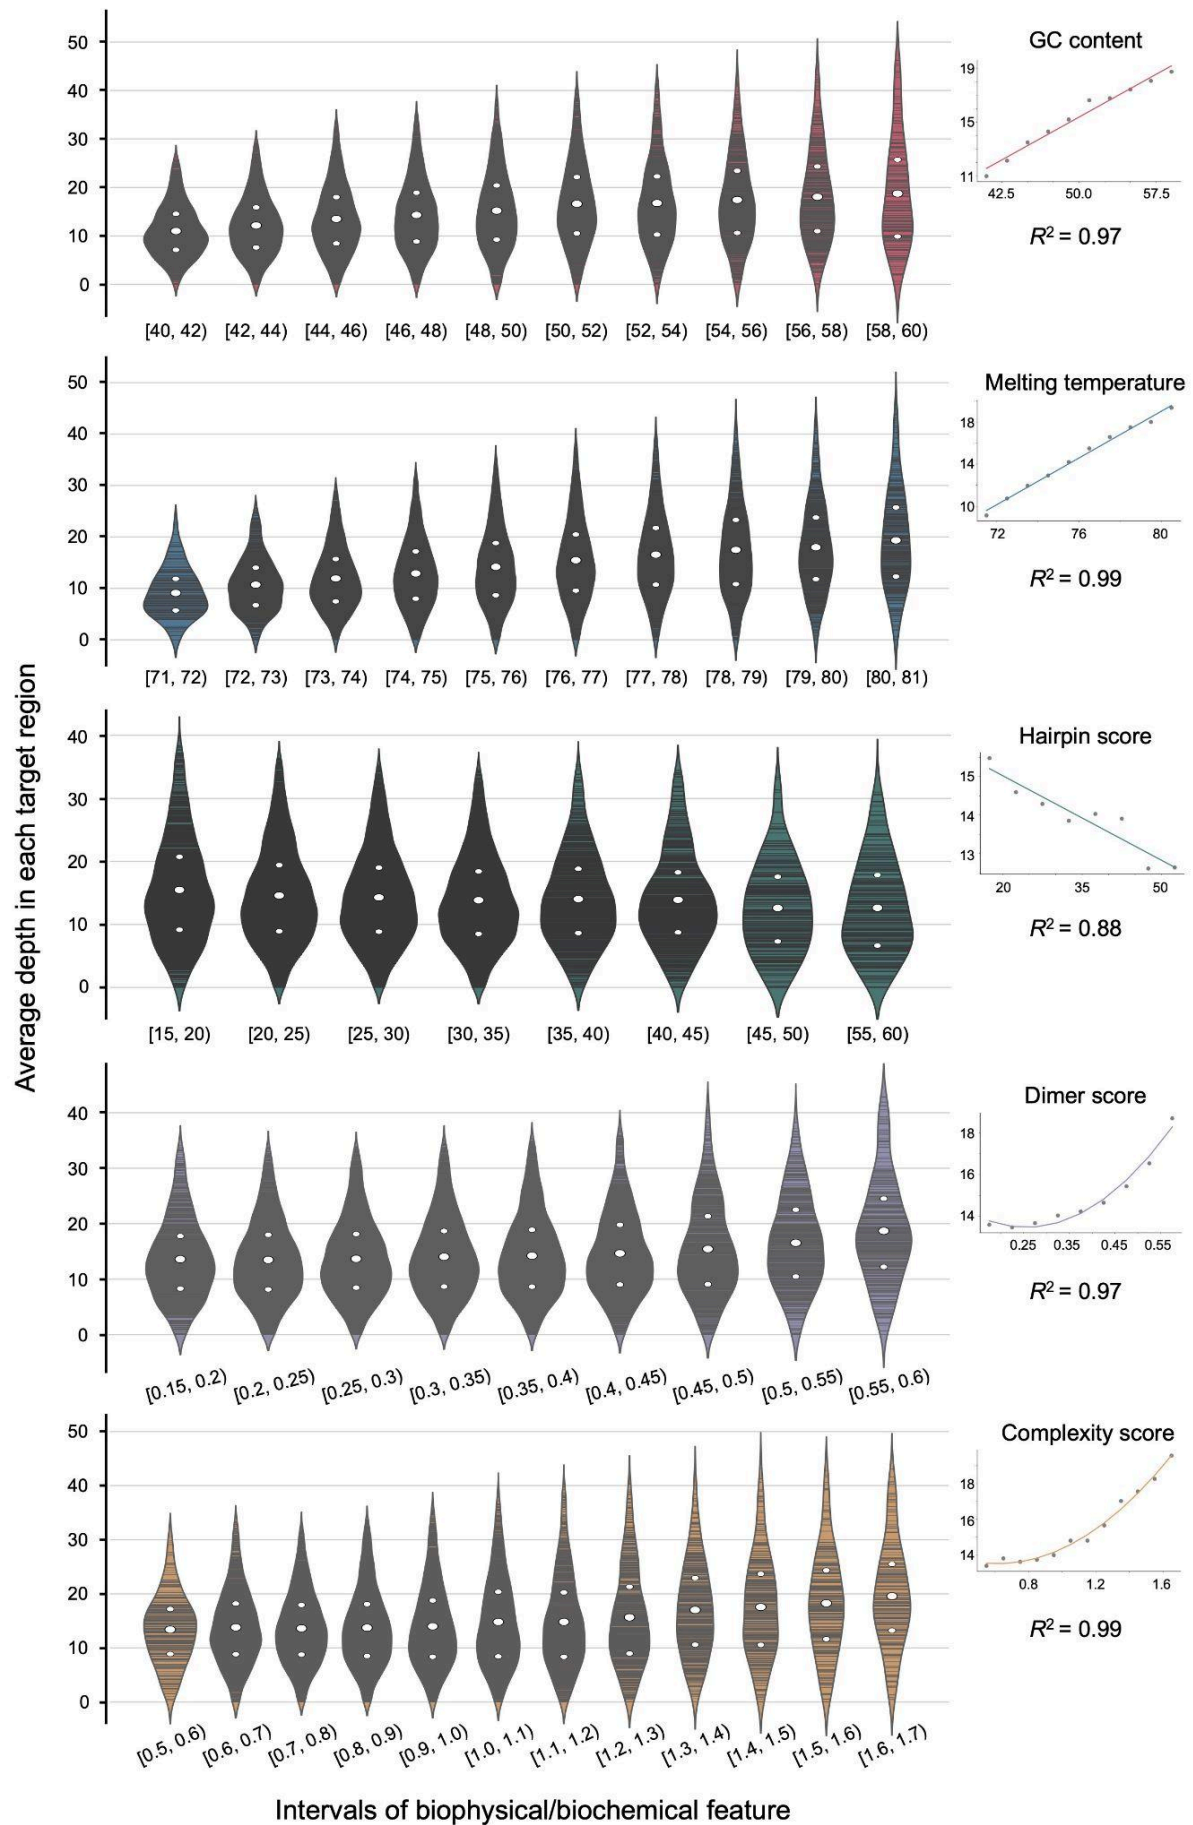 Average depth in each target region
50
40
30
20
10
0
[40, 42) [42, 44) [44, 46) [46, 48) [48, 50) [50, 52) [52, 54) [54, 56) [56, 58) [58, 60)
GC content
19
15
11
42.5 50.0 57.5
R² = 0.97
50
40
30
20
10
0
[71, 72) [72, 73) [73, 74) [74, 75) [75, 76) [76, 77) [77, 78) [78, 79) [79, 80) [80, 81)
Melting temperature
18
14
10
72 76 80
R² = 0.99
40
30
20
10
0
[15, 20) [20, 25) [25, 30) [30, 35) [35, 40) [40, 45) [45, 50) [55, 60)
Hairpin score
15
14
13
20 35 50
R² = 0.88
40
30
20
10
0
[0.15, 0.2) [0.2, 0.25) [0.25, 0.3) [0.3, 0.35) [0.35, 0.4) [0.4, 0.45) [0.45, 0.5) [0.5, 0.55) [0.55, 0.6)
Dimer score
18
16
14
0.25 0.35 0.45 0.55
R² = 0.97
50
40
30
20
10
0
[0.5, 0.6) [0.6, 0.7) [0.7, 0.8) [0.8, 0.9) [0.9, 1.0) [1.0, 1.1) [1.1, 1.2) [1.2, 1.3) [1.3, 1.4) [1.4, 1.5) [1.5, 1.6) [1.6, 1.7)
Complexity score
18
16
14
0.8 1.2 1.6
R² = 0.99
Intervals of biophysical/biochemical feature